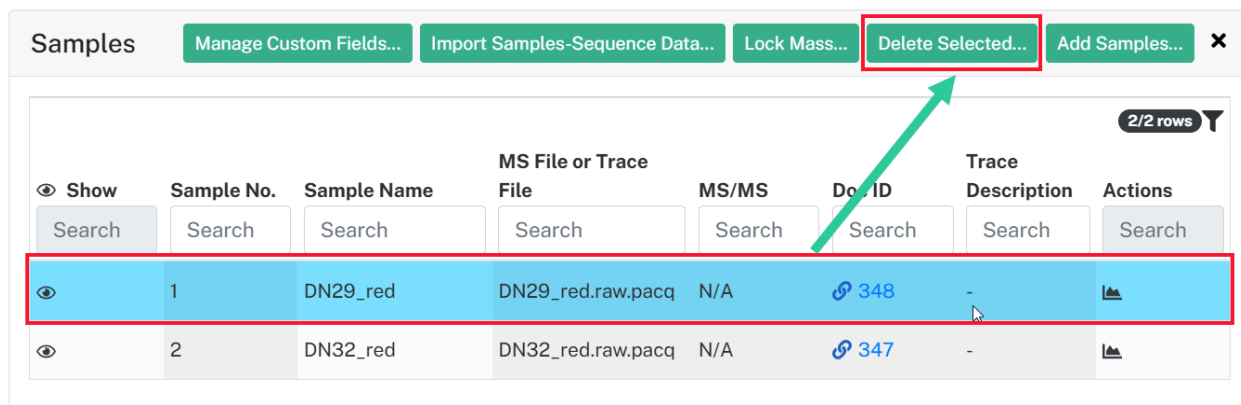 Samples Manage Custom Fields... Import Samples-Sequence Data... Lock Mass... Delete Selected... Add Samples...
2/2 rows
MS File or Trace Trace
Show Sample No. Sample Name File MS/MS Doc ID Description Actions
Search Search Search Search Search Search Search Search
1 DN29_red DN29_red.raw.pacq N/A 348 -
2 DN32_red DN32_red.raw.pacq N/A 347 -